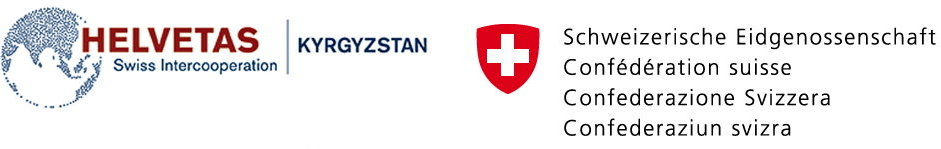 HELVETAS
Swiss Intercooperation
KYRGYZSTAN
Schweizerische Eidgenossenschaft
Confédération suisse
Confederazione Svizzera
Confederaziun svizra